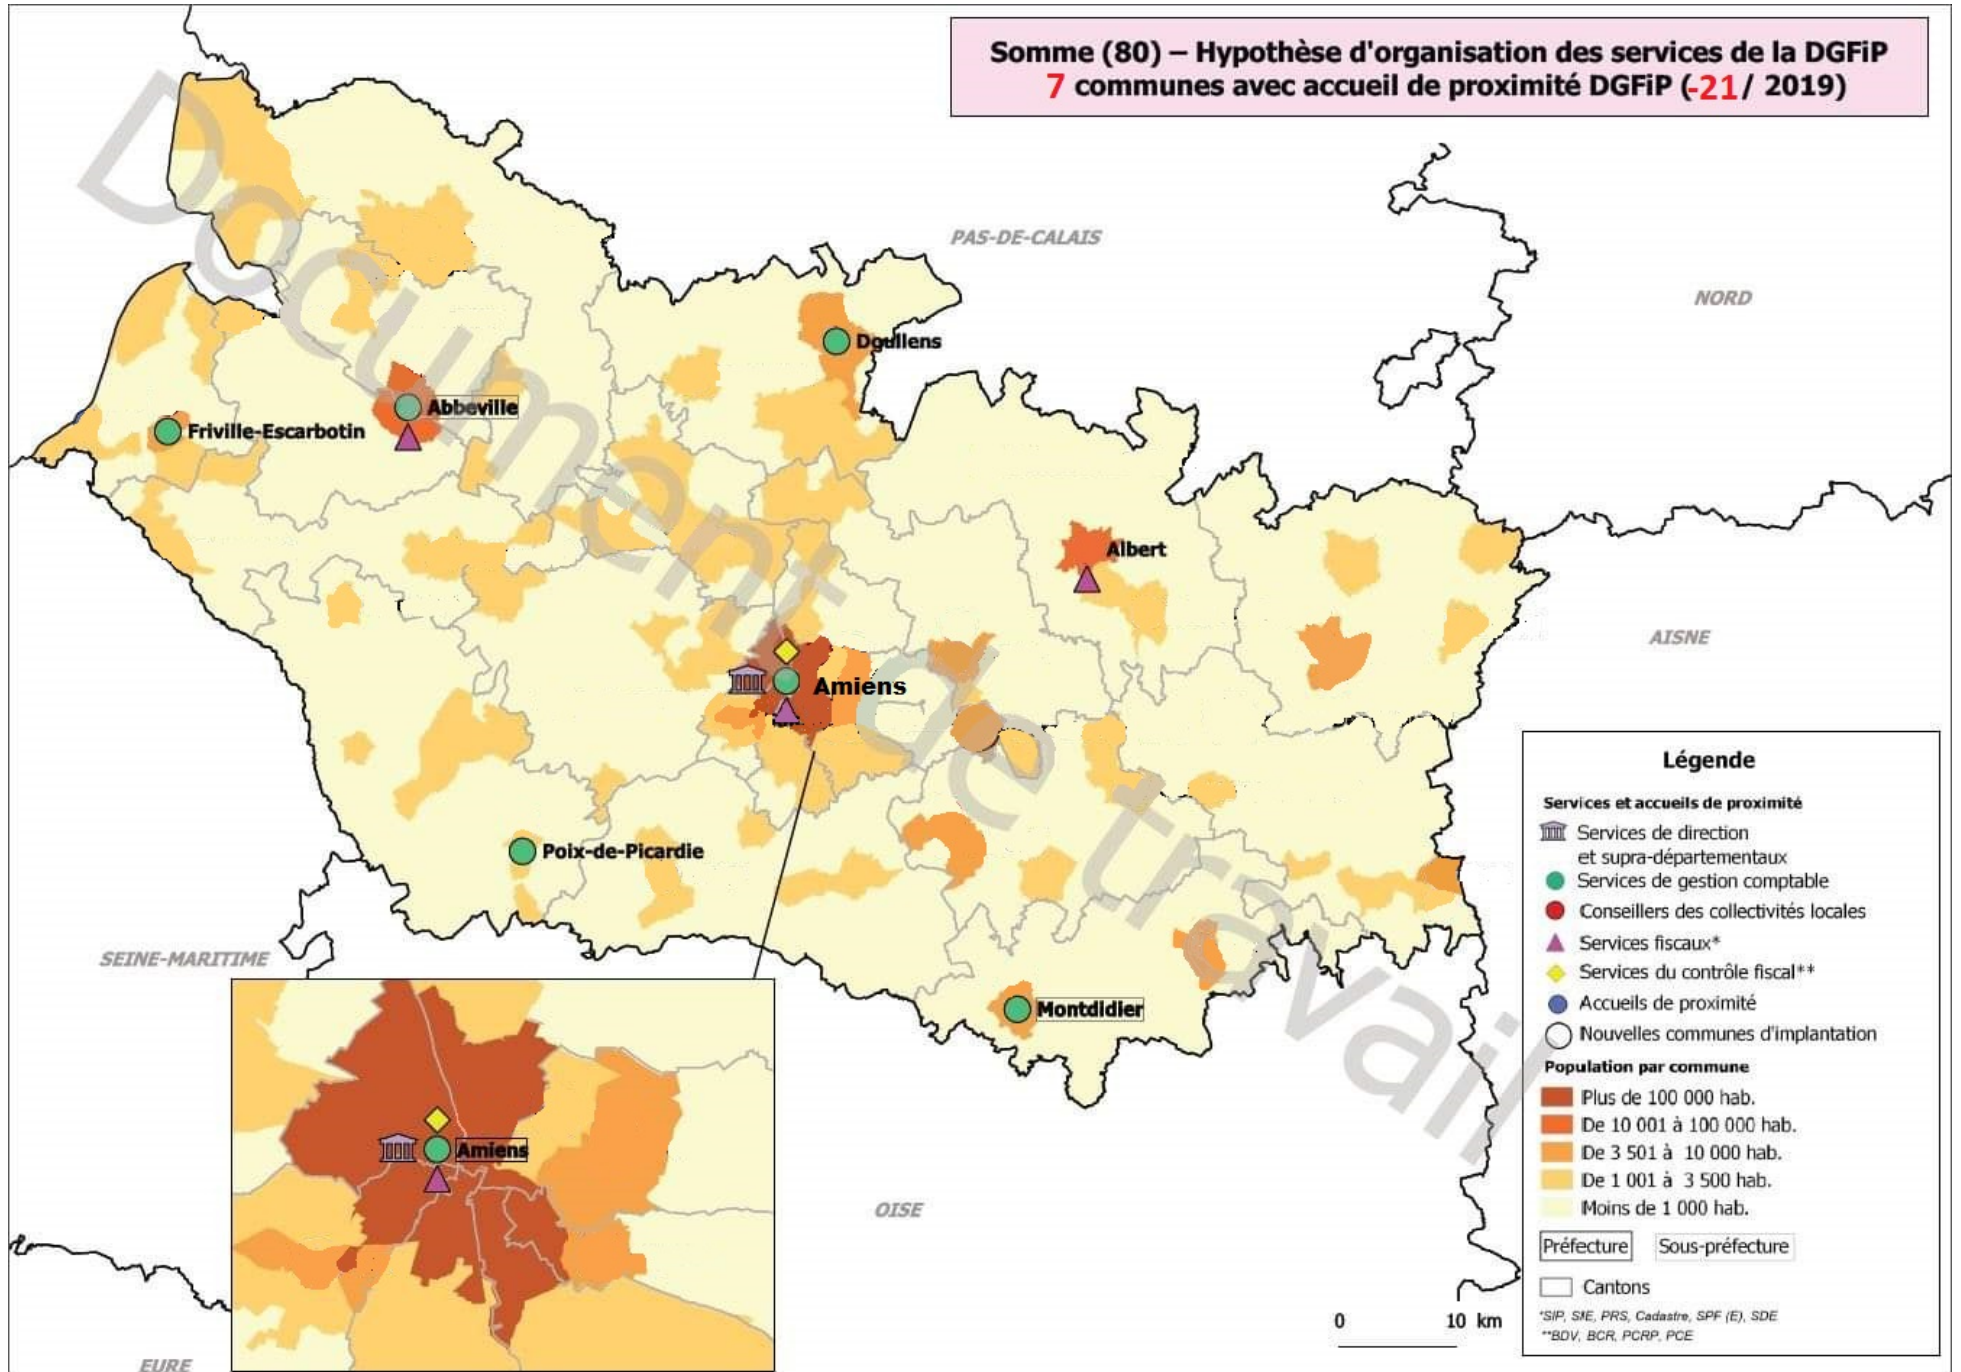 Somme (80) – Hypothèse d'organisation des services de la DGFiP
7 communes avec accueil de proximité DGFiP (-21/ 2019)
Document de travail
PAS-DE-CALAIS
NORD
AISNE
SEINE-MARITIME
OISE
EURE
Doullens
Abbeville
Friville-Escarbotin
Albert
Amiens
Poix-de-Picardie
Montdidier
Amiens
0 10 km
Légende
Services et accueils de proximité
Services de direction
et supra-départementaux
Services de gestion comptable
Conseillers des collectivités locales
Services fiscaux*
Services du contrôle fiscal**
Accueils de proximité
Nouvelles communes d'implantation
Population par commune
Plus de 100 000 hab.
De 10 001 à 100 000 hab.
De 3 501 à 10 000 hab.
De 1 001 à 3 500 hab.
Moins de 1 000 hab.
Préfecture Sous-préfecture
Cantons
*SIP, SIE, PRS, Cadastre, SPF (E), SDE
**BDV, BCR, PCRP, PCE